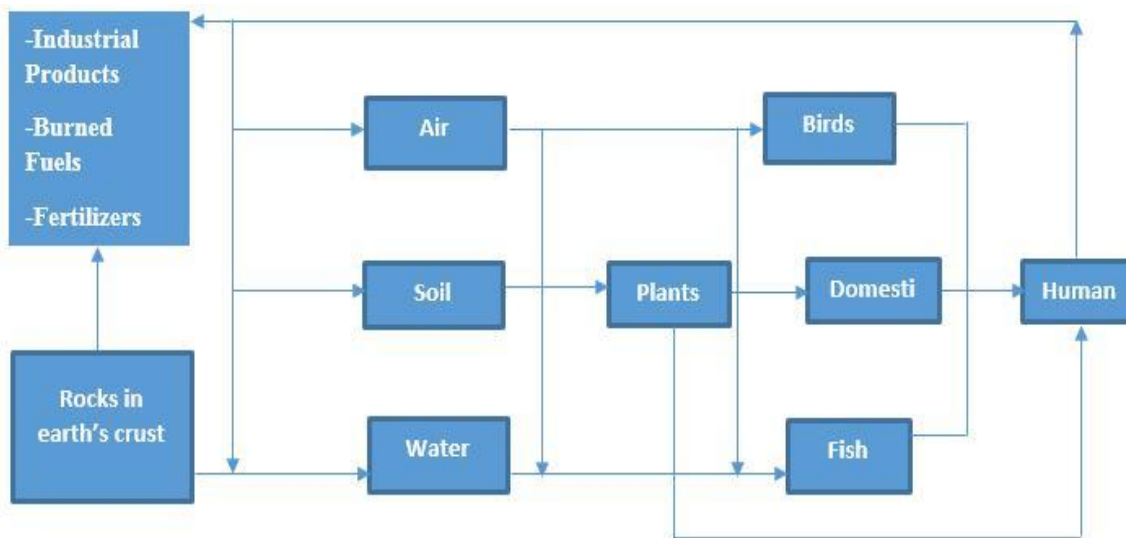 -Industrial
Products
-Burned
Fuels
-Fertilizers
Air
Birds
Soil
Plants
Domesti
Human
Rocks in
earth's crust
Water
Fish